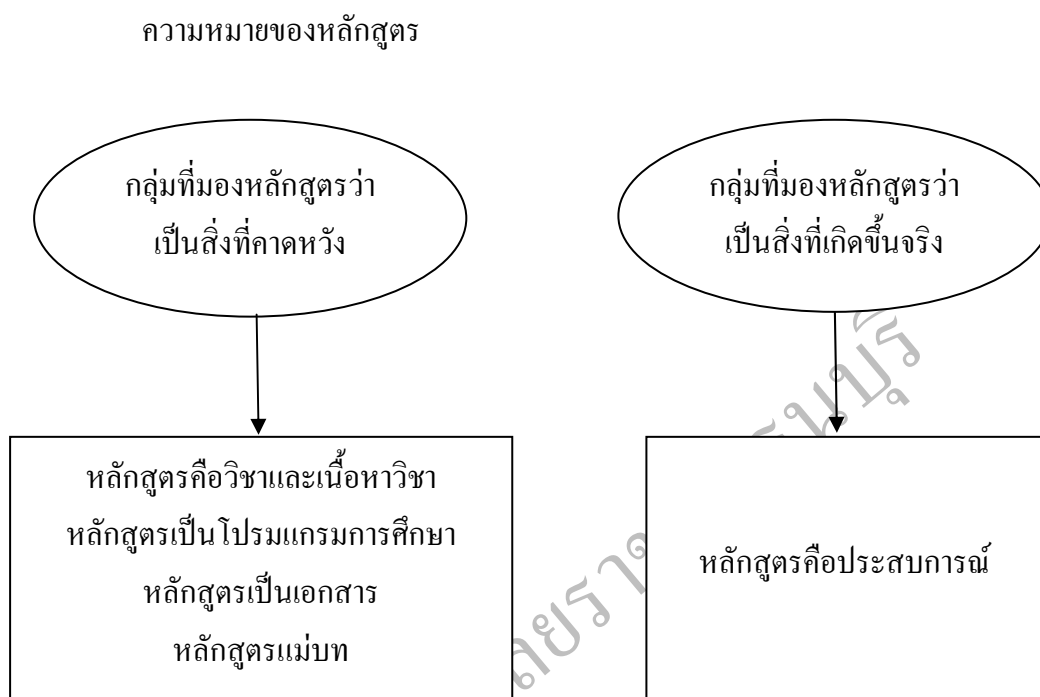 ความหมายของหลักสูตร
กลุ่มที่มองหลักสูตรว่า
เป็นสิ่งที่คาดหวัง
กลุ่มที่มองหลักสูตรว่า
เป็นสิ่งที่เกิดขึ้นจริง
หลักสูตรคือวิชาและเนื้อหาวิชา
หลักสูตรเป็นโปรมแกรมการศึกษา
หลักสูตรเป็นเอกสาร
หลักสูตรแม่บท
หลักสูตรคือประสบการณ์